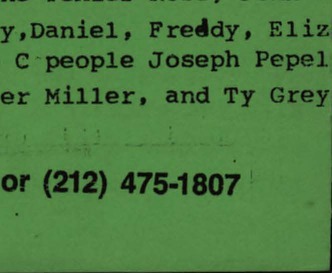 y,Daniel, Freddy, Eliz
C people Joseph Pepel
er Miller, and Ty Grey
or (212) 475-1807